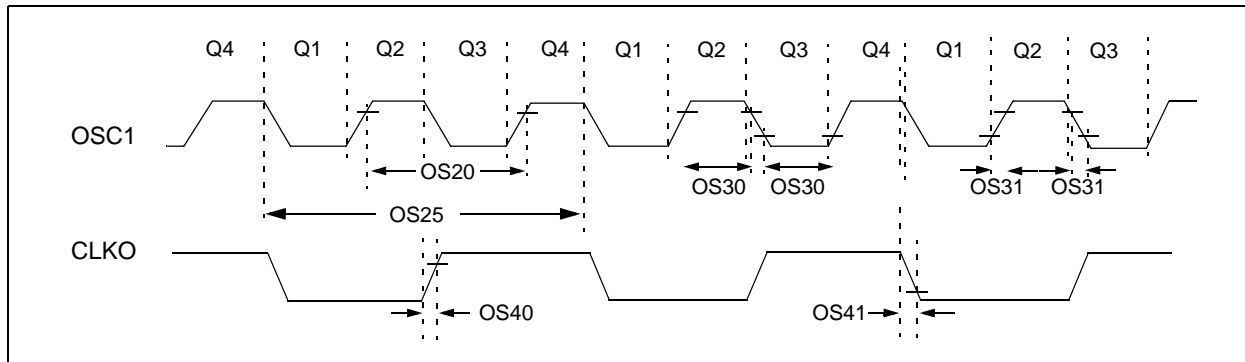 Q4 Q1 Q2 Q3 Q4 Q1 Q2 Q3 Q4 Q1 Q2 Q3
OSC1
OS20 OS30 OS30 OS31 OS31
OS25
CLKO
OS40 OS41